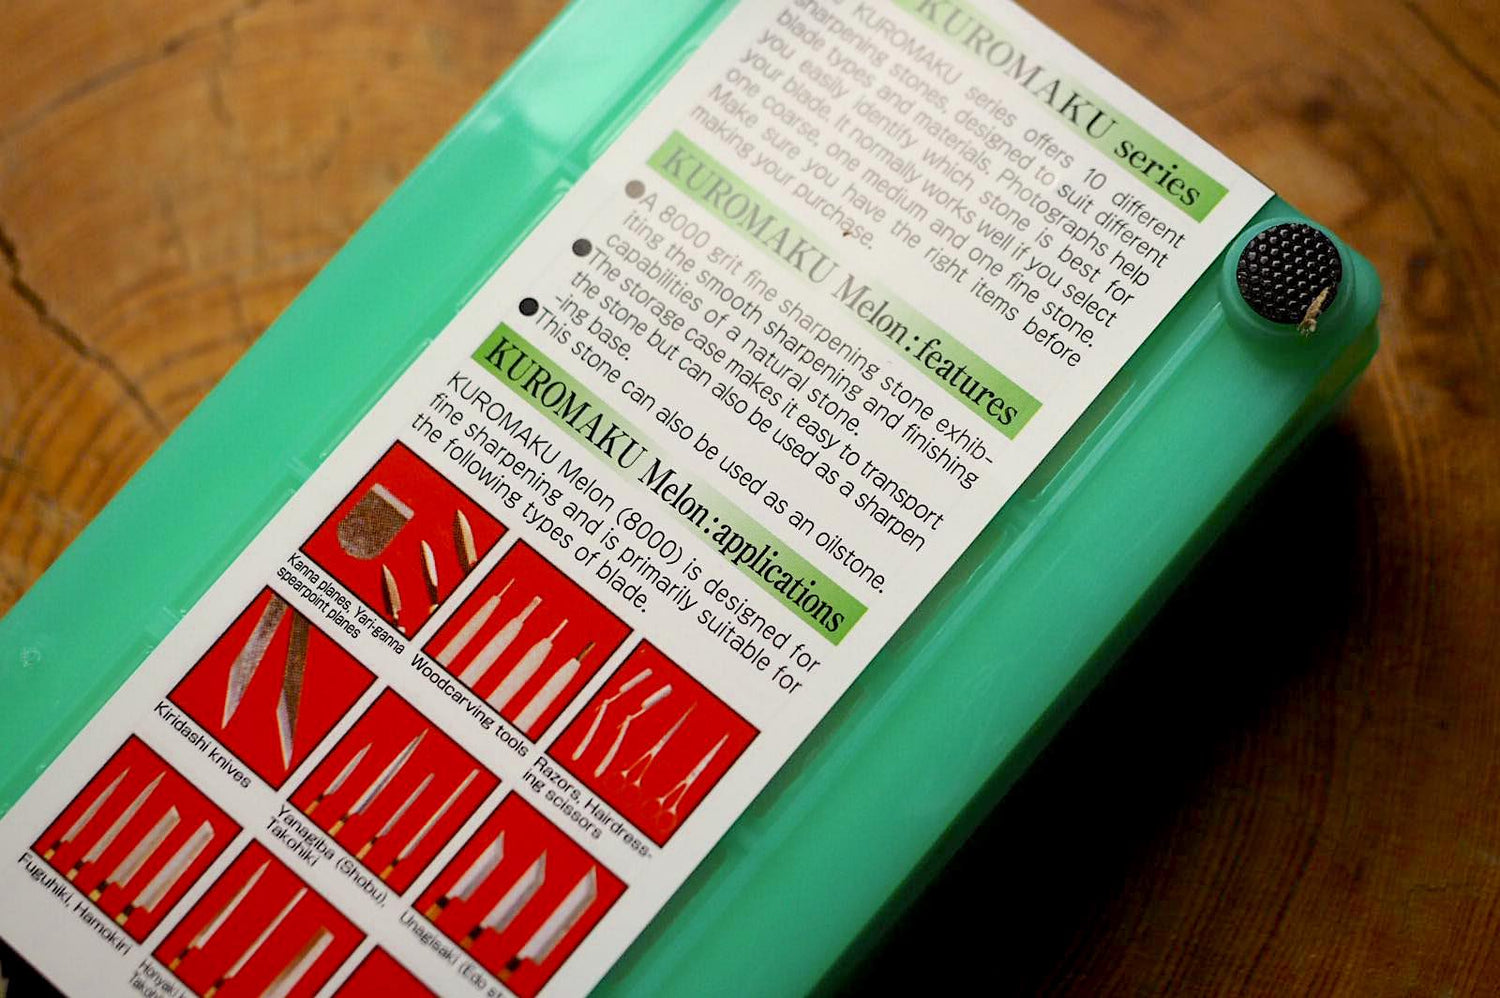 KUROMAKU series
KUROMAKU series offers 10 different
sharpening stones, designed to suit different
blade types and materials. Photographs help
you easily identify which stone is best for
your blade. It normally works well if you select
one coarse, one medium and one fine stone.
Make sure you have the right items before
making your purchase.
KUROMAKU Melon:features
●A 8000 grit fine sharpening stone exhib-
iting the smooth sharpening and finishing
capabilities of a natural stone.
●The storage case makes it easy to transport
the stone but can also be used as a sharpen
-ing base.
●This stone can also be used as an oilstone.
KUROMAKU Melon:applications
KUROMAKU Melon (8000) is designed for
fine sharpening and is primarily suitable for
the following types of blade.
Kanna planes, Yari-ganna
spearpoint planes
Woodcarving tools
Razors, Hairdress-
ing scissors
Kiridashi knives
Yanagiba (Shobu),
Takohiki
Unagisaki (Edo
Fuguhiki, Hamokiri
Honyaki